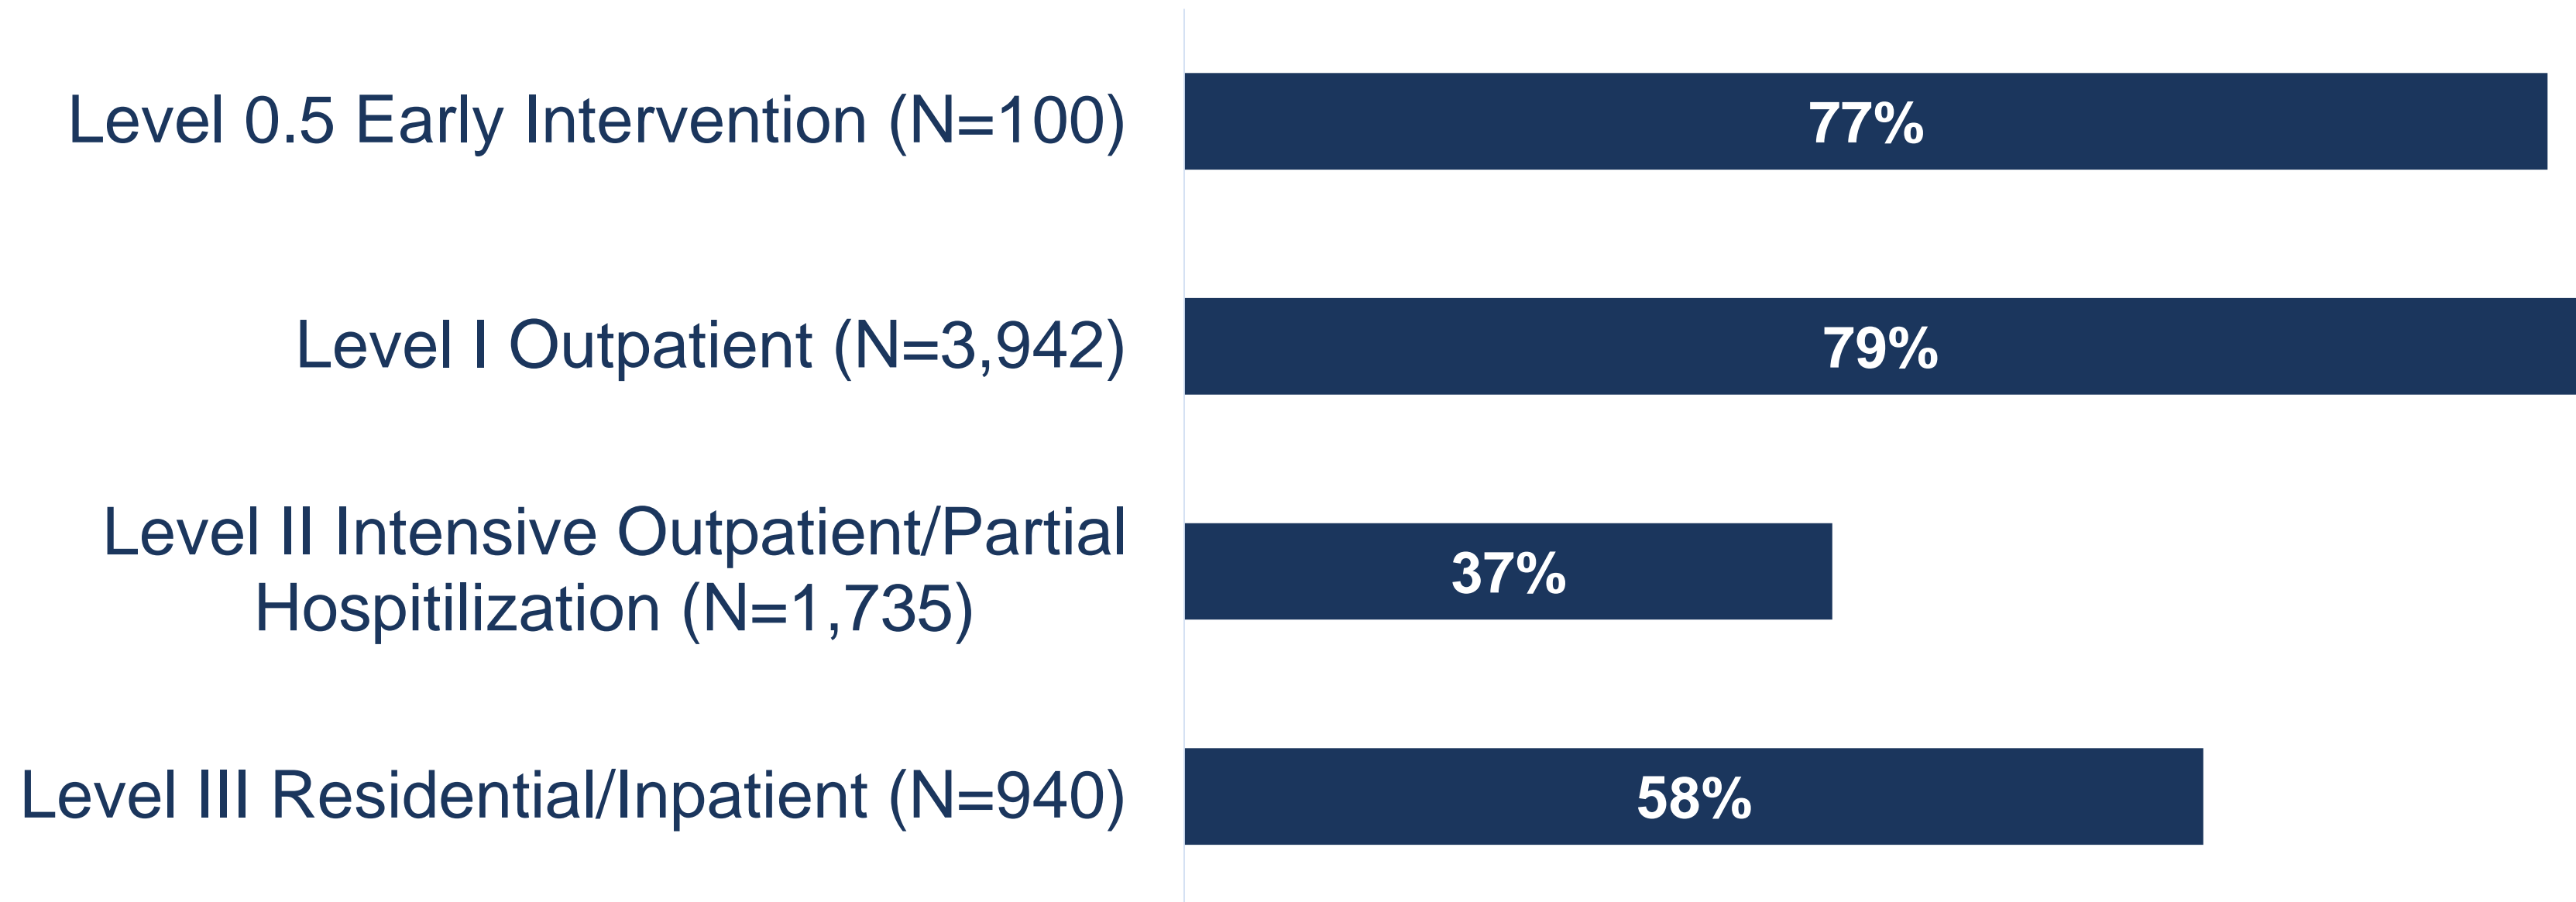 Level 0.5 Early Intervention (N=100)
77%
Level I Outpatient (N=3,942)
79%
Level II Intensive Outpatient/Partial
Hospitilization (N=1,735)
37%
Level III Residential/Inpatient (N=940)
58%